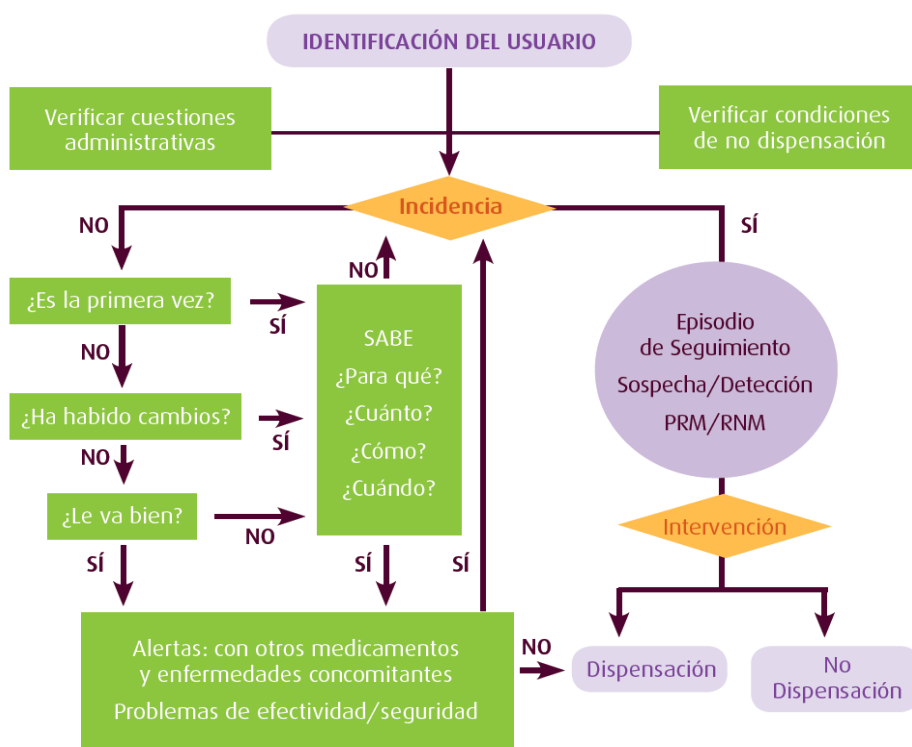 IDENTIFICACIÓN DEL USUARIO
Verificar cuestiones
administrativas
Verificar condiciones
de no dispensación
Incidencia
NO
SÍ
¿Es la primera vez?
SÍ
NO
NO
SABE
¿Para qué?
¿Cuánto?
¿Cómo?
¿Cuándo?
Episodio
de Seguimiento
Sospecha/Detección
PRM/RNM
¿Ha habido cambios?
SÍ
NO
¿Le va bien?
NO
SÍ
SÍ
SÍ
Intervención
Alertas: con otros medicamentos
y enfermedades concomitantes
Problemas de efectividad/seguridad
NO
Dispensación
No
Dispensación